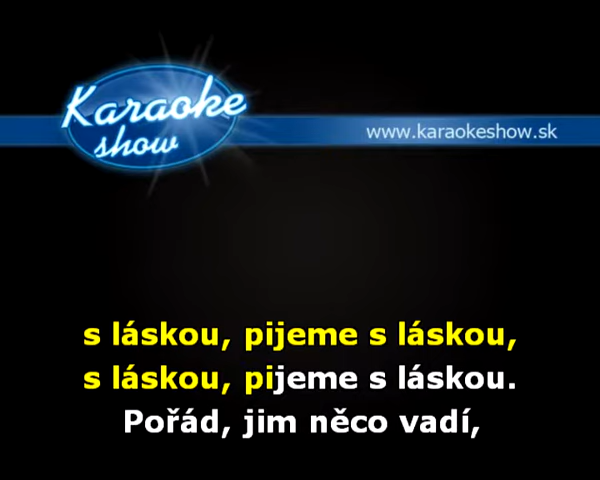 Karaoke
show
www.karaokeshow.sk
s láskou, pijeme s láskou,
s láskou, pijeme s láskou.
Pořád, jim něco vadí,